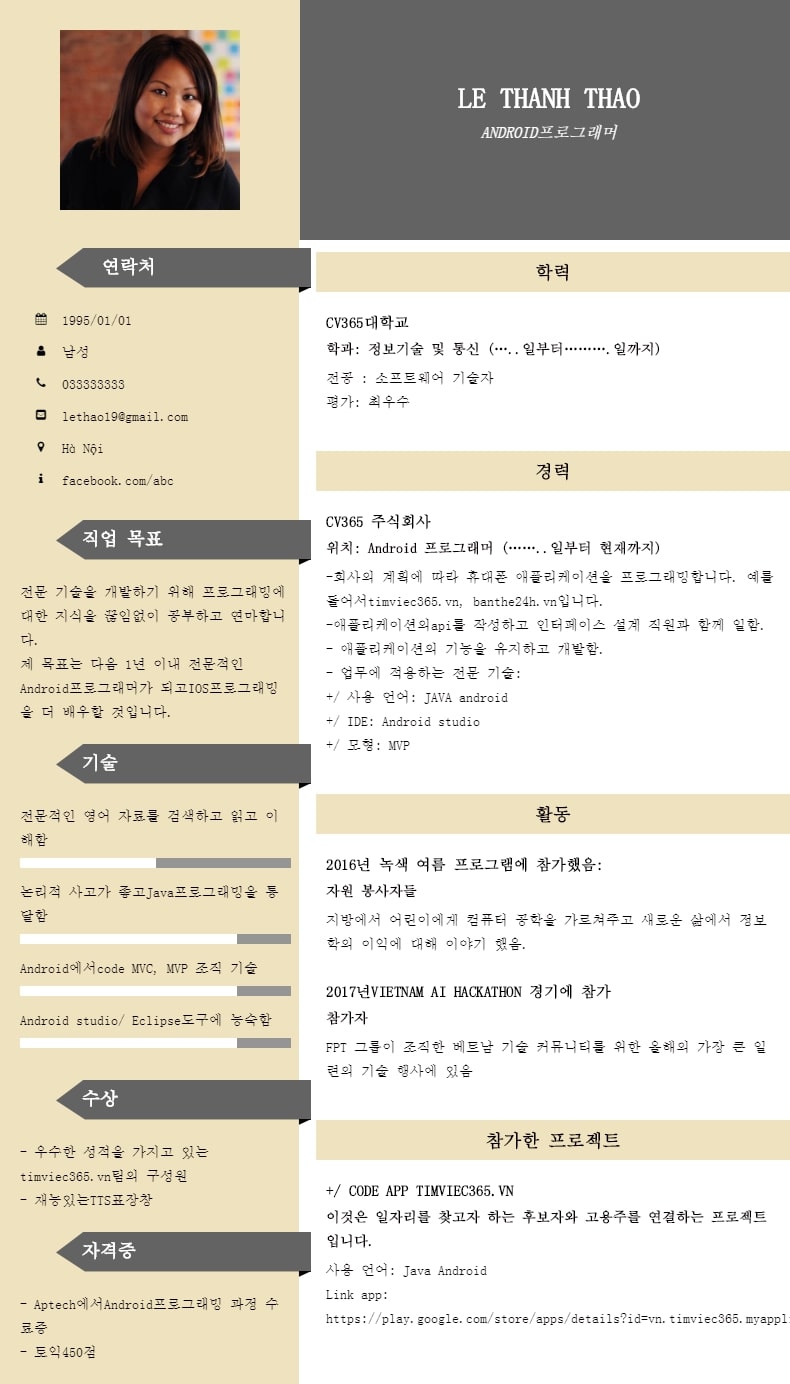 LE THANH THAO
ANDROID프로그래머
연락처
1995/01/01
남성
033333333
lethao19@gmail.com
Hà Nội
facebook.com/abc
직업 목표
전문 기술을 개발하기 위해 프로그래밍에
대한 지식을 끊임없이 공부하고 연마합니
다.
제 목표는 다음 1년 이내 전문적인
Android프로그래머가 되고IOS프로그래밍
을 더 배우할 것입니다.
기술
전문적인 영어 자료를 검색하고 읽고 이
해함
논리적 사고가 좋고Java프로그래밍을 통
달함
Android에서code MVC, MVP 조직 기술
Android studio/ Eclipse도구에 능숙함
수상
- 우수한 성적을 가지고 있는
timviec365.vn팀의 구성원
- 재능있는TTS표장창
자격증
- Aptech에서Android프로그래밍 과정 수
료증
- 토익450점
학력
CV365대학교
학과: 정보기술 및 통신 (…..일부터……….일까지)
전공 : 소프트웨어 기술자
평가: 최우수
경력
CV365 주식회사
위치: Android 프로그래머 (……..일부터 현재까지)
-회사의 계획에 따라 휴대폰 애플리케이션을 프로그래밍합니다. 예를
들어서timviec365.vn, banthe24h.vn입니다.
-애플리케이션의api를 작성하고 인터페이스 설계 직원과 함께 일함.
- 애플리케이션의 기능을 유지하고 개발함.
- 업무에 적용하는 전문 기술:
+/ 사용 언어: JAVA android
+/ IDE: Android studio
+/ 모형: MVP
활동
2016년 녹색 여름 프로그램에 참가했음:
자원 봉사자들
지방에서 어린이에게 컴퓨터 공학을 가르쳐주고 새로운 삶에서 정보
학의 이익에 대해 이야기 했음.
2017년VIETNAM AI HACKATHON 경기에 참가
참가자
FPT 그룹이 조직한 베트남 기술 커뮤니티를 위한 올해의 가장 큰 일
련의 기술 행사에 있음
참가한 프로젝트
+/ CODE APP TIMVIEC365.VN
이것은 일자리를 찾고자 하는 후보자와 고용주를 연결하는 프로젝트
입니다.
사용 언어: Java Android
Link app:
https://play.google.com/store/apps/details?id=vn.timviec365.myappli